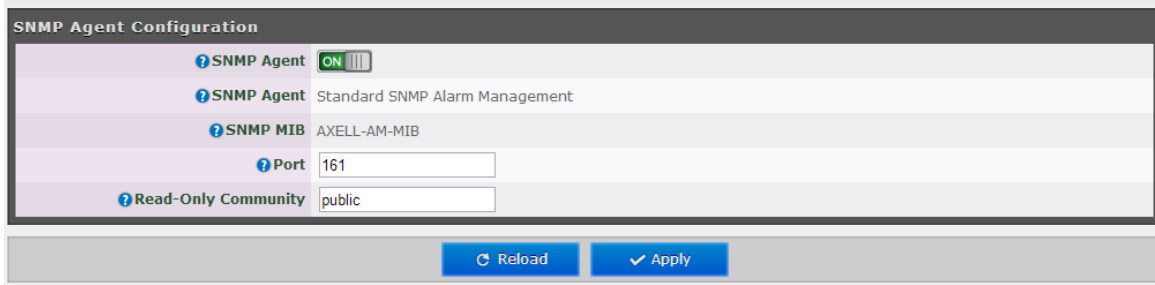 SNMP Agent Configuration
SNMP Agent ON
SNMP Agent Standard SNMP Alarm Management
SNMP MIB AXELL-AM-MIB
Port 161
Read-Only Community public
Reload Apply